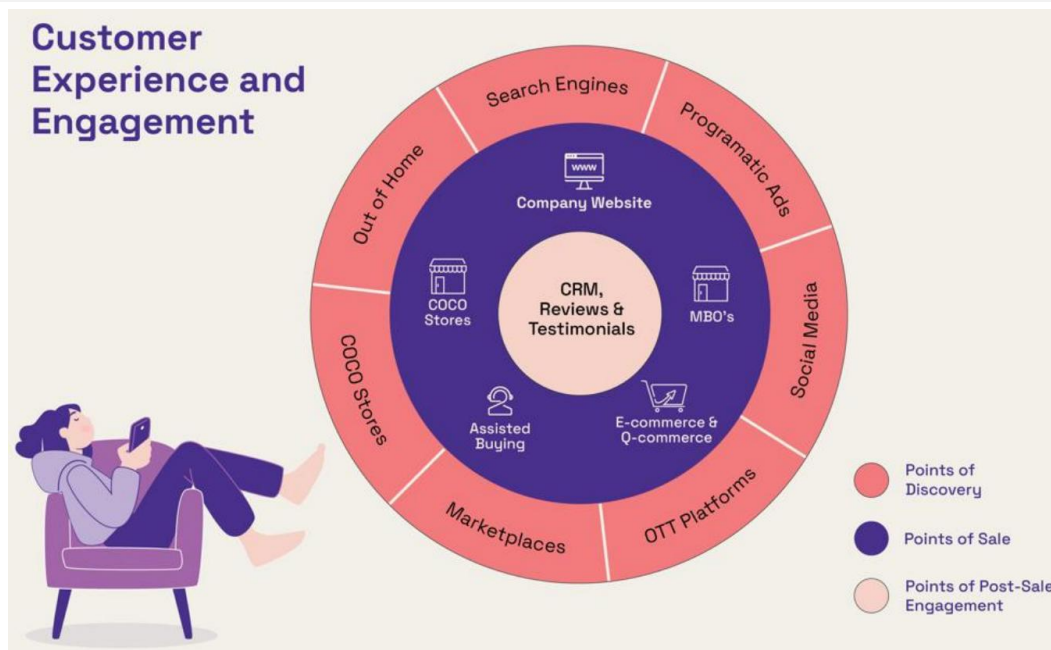 Customer
Experience and
Engagement
Search Engines
Programatic Ads
Social Media
OTT Platforms
Marketplaces
COCO Stores
Out of Home
www
Company Website
MBO's
E-commerce &
Q-commerce
Assisted
Buying
COCO
Stores
CRM,
Reviews &
Testimonials
Points of
Discovery
Points of Sale
Points of Post-Sale
Engagement